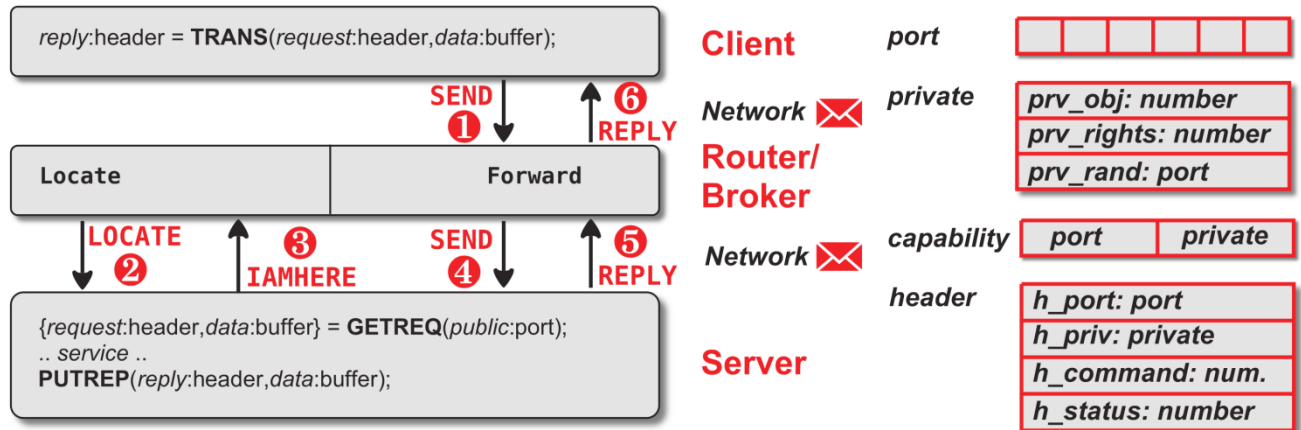 reply:header = TRANS(request:header,data:buffer);
SEND
1
6
REPLY
Locate
Forward
LOCATE
2
3
IAMHERE
SEND
4
5
REPLY
{request:header,data:buffer} = GETREQ(public:port);
.. service ..
PUTREP(reply:header,data:buffer);
Client
Network
Router/
Broker
Network
Server
port
private
prv_obj: number
prv_rights: number
prv_rand: port
capability
port
private
header
h_port: port
h_priv: private
h_command: num.
h_status: number